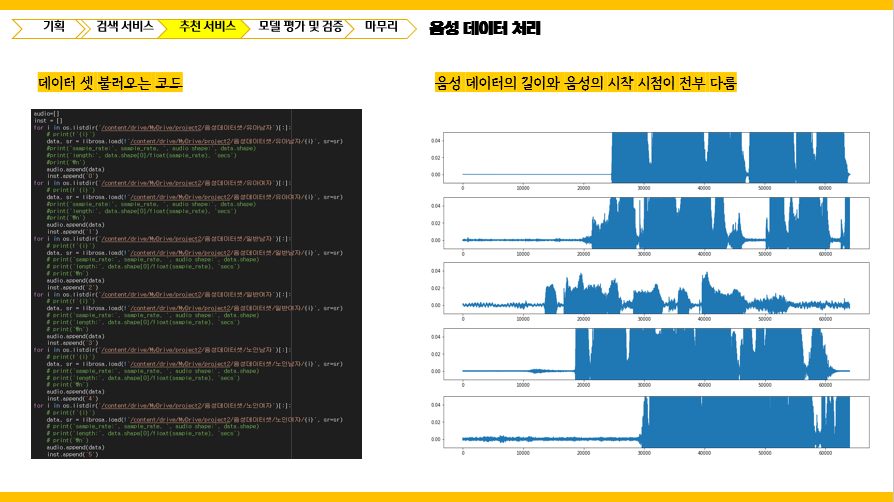 기획
검색 서비스
추천 서비스
모델 평가 및 검증
마무리
음성 데이터 처리
데이터 셋 불러오는 코드
음성 데이터의 길이와 음성의 시작 시점이 전부 다름
audio=[]
inst = []
for i in os.listdir('/content/drive/MyDrive/project2/음성데이터셋/유아남자')[:]:
# print(f'{i}')
data, sr = librosa.load(f'/content/drive/MyDrive/project2/음성데이터셋/유아남자/{i}', sr=sr)
#print('sample_rate:', sample_rate, ', audio shape:', data.shape)
#print('length:', data.shape[0]/float(sample_rate), 'secs')
#print('₩n')
audio.append(data)
inst.append('0')
for i in os.listdir('/content/drive/MyDrive/project2/음성데이터셋/유아여자')[:]:
# print(f'{i}')
data, sr = librosa.load(f'/content/drive/MyDrive/project2/음성데이터셋/유아여자/{i}', sr=sr)
#print('sample_rate:', sample_rate, ', audio shape:', data.shape)
#print('length:', data.shape[0]/float(sample_rate), 'secs')
#print('₩n')
audio.append(data)
inst.append('1')
for i in os.listdir('/content/drive/MyDrive/project2/음성데이터셋/일반남자')[:]:
# print(f'{i}')
data, sr = librosa.load(f'/content/drive/MyDrive/project2/음성데이터셋/일반남자/{i}', sr=sr)
# print('sample_rate:', sample_rate, ', audio shape:', data.shape)
# print('length:', data.shape[0]/float(sample_rate), 'secs')
# print('₩n')
audio.append(data)
inst.append('2')
for i in os.listdir('/content/drive/MyDrive/project2/음성데이터셋/일반여자')[:]:
# print(f'{i}')
data, sr = librosa.load(f'/content/drive/MyDrive/project2/음성데이터셋/일반여자/{i}', sr=sr)
# print('sample_rate:', sample_rate, ', audio shape:', data.shape)
# print('length:', data.shape[0]/float(sample_rate), 'secs')
# print('₩n')
audio.append(data)
inst.append('3')
for i in os.listdir('/content/drive/MyDrive/project2/음성데이터셋/노인남자')[:]:
# print(f'{i}')
data, sr = librosa.load(f'/content/drive/MyDrive/project2/음성데이터셋/노인남자/{i}', sr=sr)
# print('sample_rate:', sample_rate, ', audio shape:', data.shape)
# print('length:', data.shape[0]/float(sample_rate), 'secs')
# print('₩n')
audio.append(data)
inst.append('4')
for i in os.listdir('/content/drive/MyDrive/project2/음성데이터셋/노인여자')[:]:
# print(f'{i}')
data, sr = librosa.load(f'/content/drive/MyDrive/project2/음성데이터셋/노인여자/{i}', sr=sr)
# print('sample_rate:', sample_rate, ', audio shape:', data.shape)
# print('length:', data.shape[0]/float(sample_rate), 'secs')
# print('₩n')
audio.append(data)
inst.append('5')
0.04
0.02
0.00
0 10000 20000 30000 40000 50000 60000
0.04
0.02
0.00
0 10000 20000 30000 40000 50000 60000
0.04
0.02
0.00
0 10000 20000 30000 40000 50000 60000
0.04
0.02
0.00
0 10000 20000 30000 40000 50000 60000
0.04
0.02
0.00
0 10000 20000 30000 40000 50000 60000